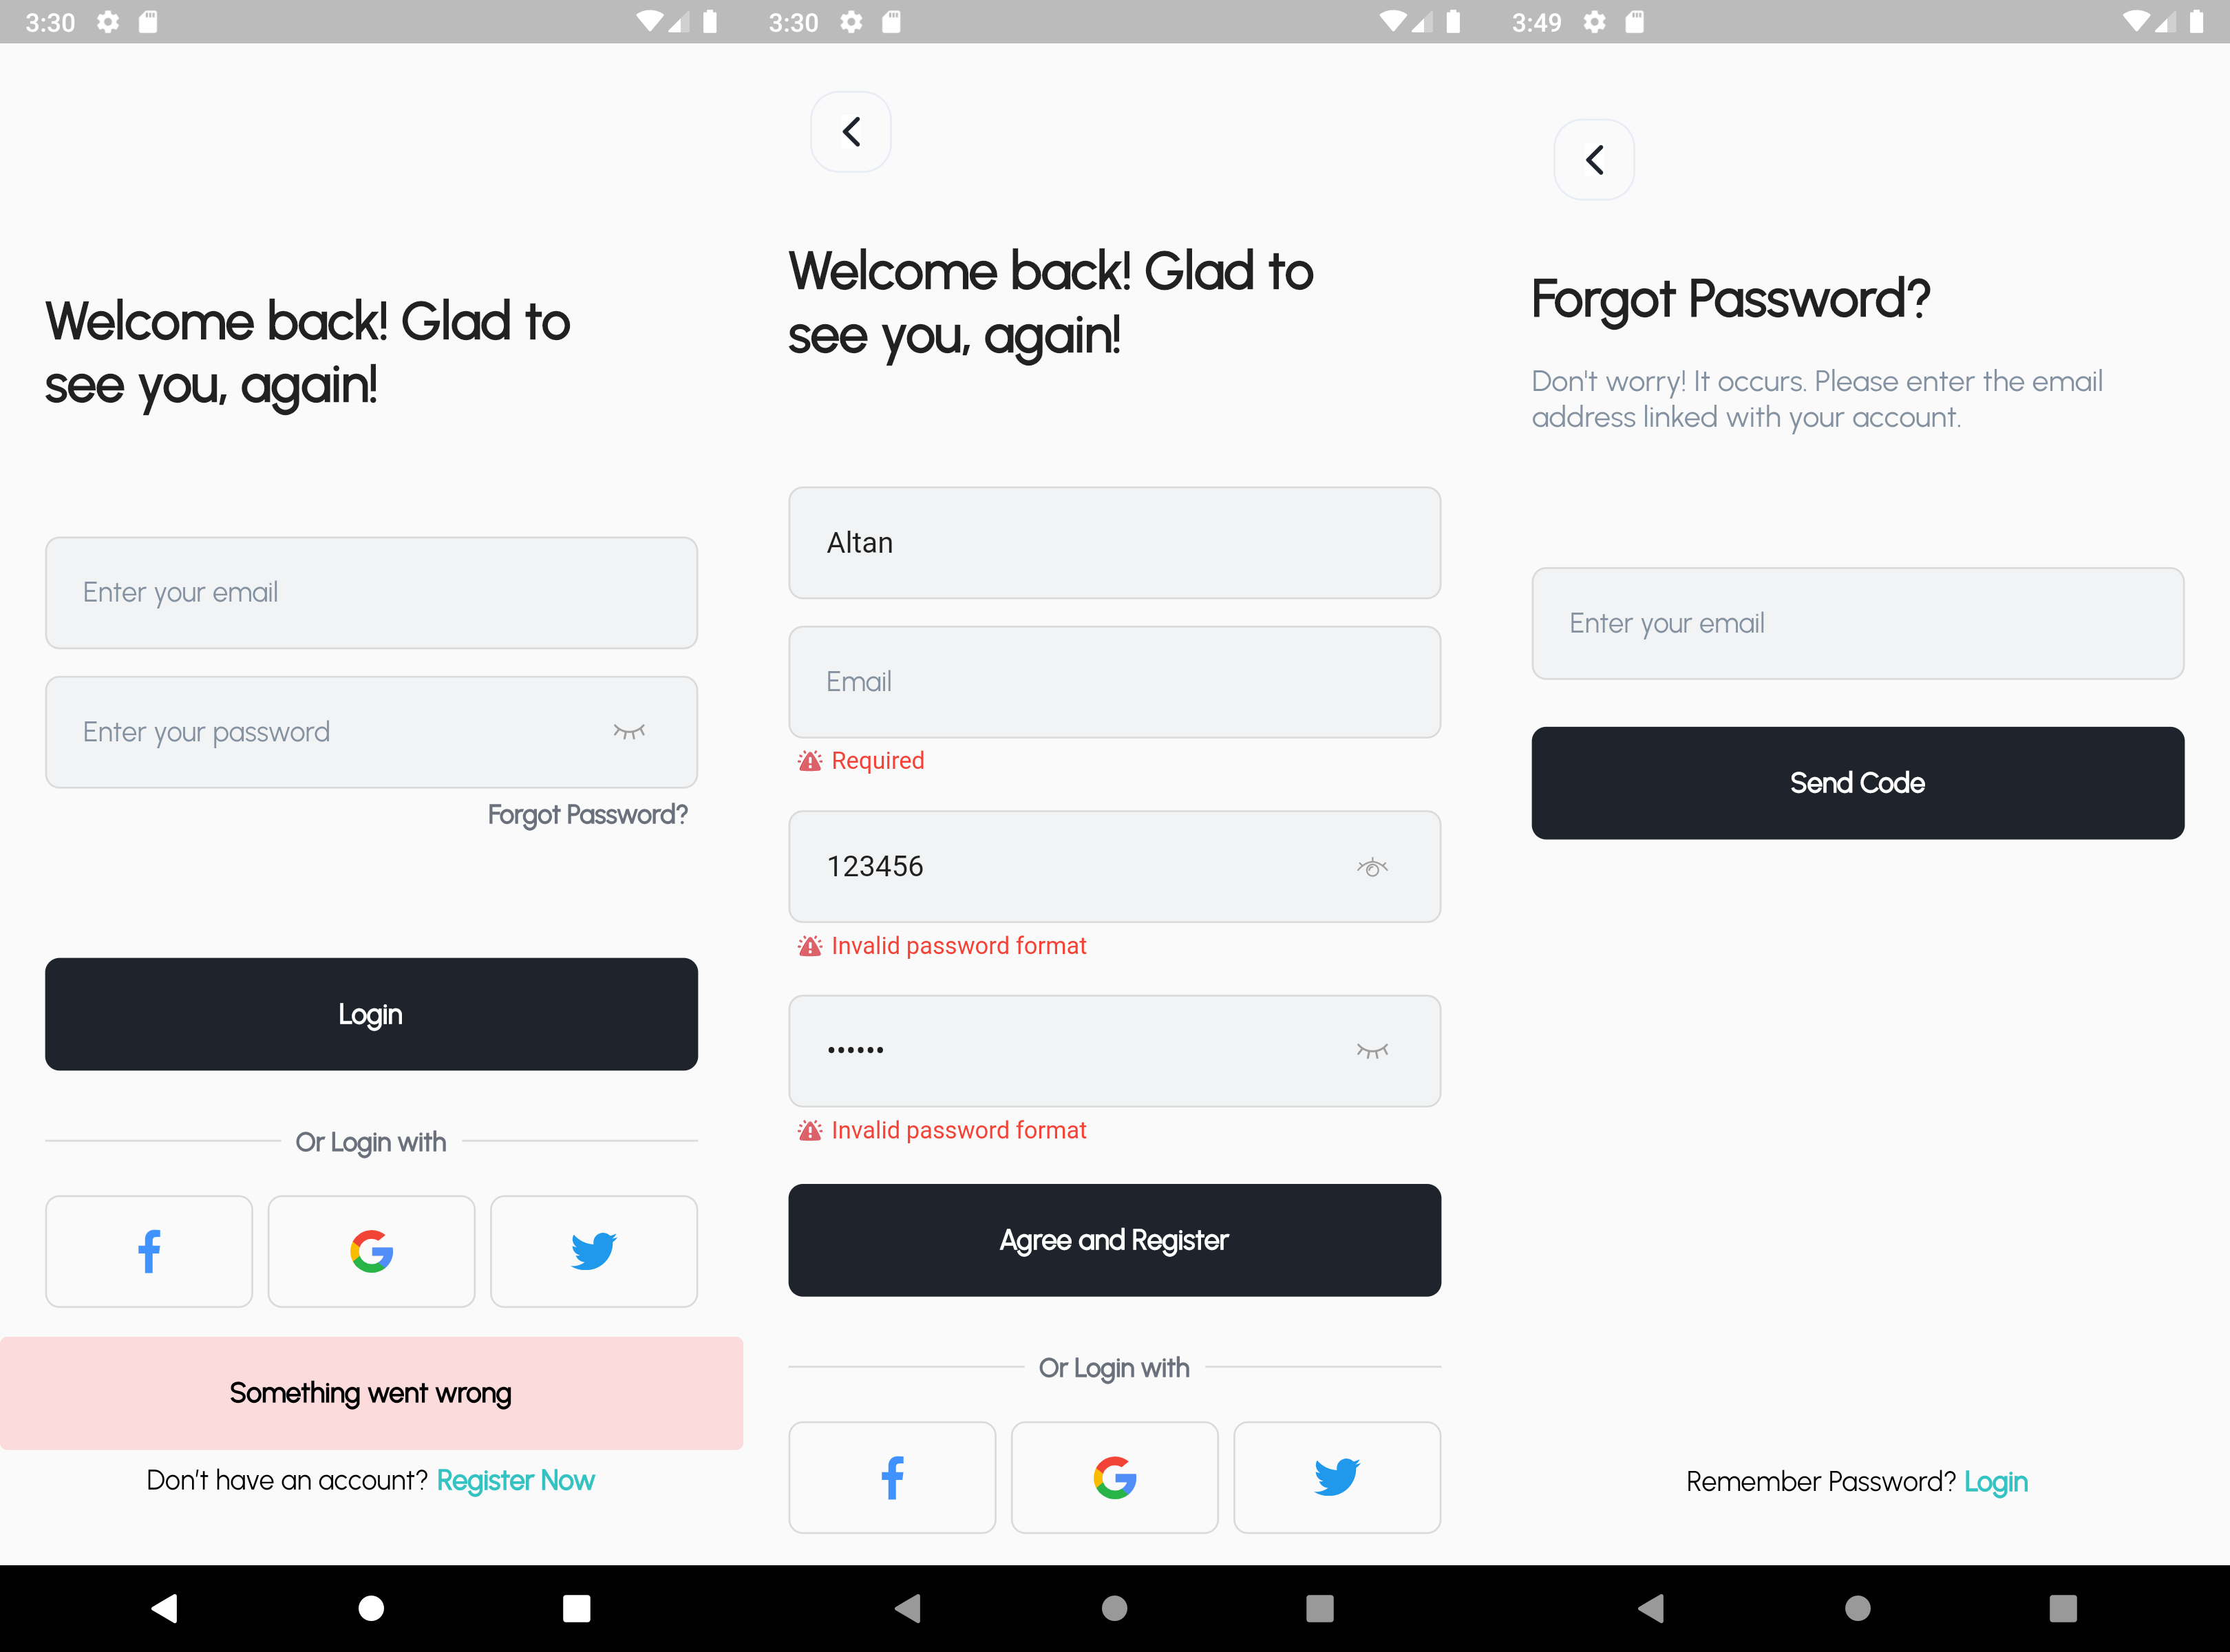 3:30
Welcome back! Glad to
see you, again!
Enter your email
Enter your password
Forgot Password?
Login
Or Login with
Something went wrong
Don't have an account? Register Now
3:30
Welcome back! Glad to
see you, again!
Altan
Email
Required
123456
Invalid password format
••••••
Invalid password format
Agree and Register
Or Login with
3:49
Forgot Password?
Don't worry! It occurs. Please enter the email
address linked with your account.
Enter your email
Send Code
Remember Password? Login